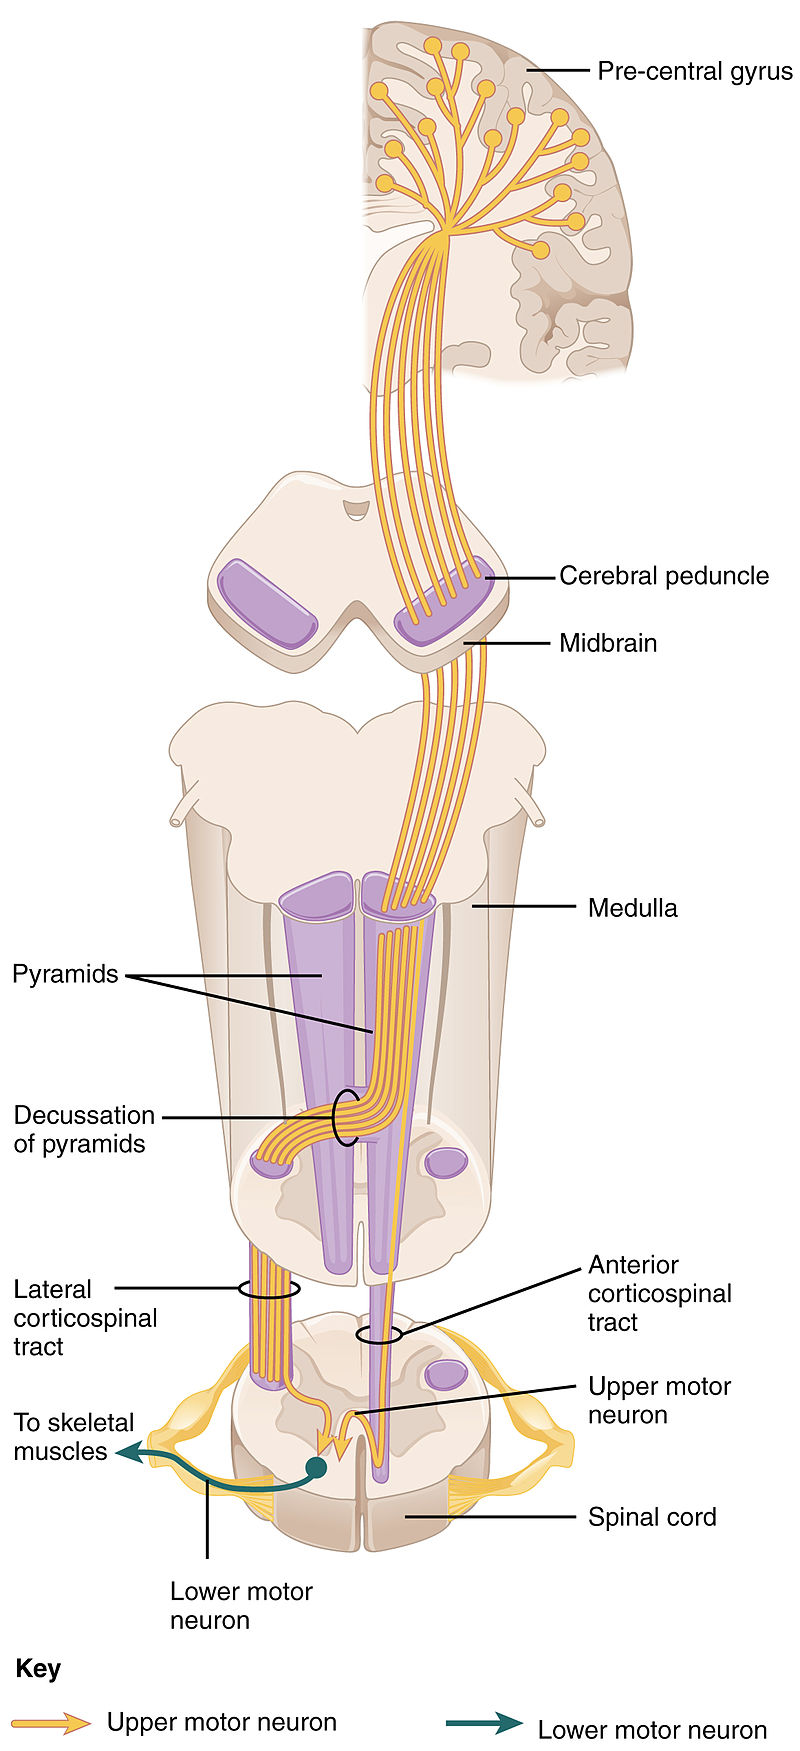 Pre-central gyrus
Cerebral peduncle
Midbrain
Medulla
Pyramids
Decussation
of pyramids
Anterior
corticospinal
tract
Lateral
corticospinal
tract
Upper motor
neuron
To skeletal
muscles
Spinal cord
Lower motor
neuron
Key
Upper motor neuron
Lower motor neuron